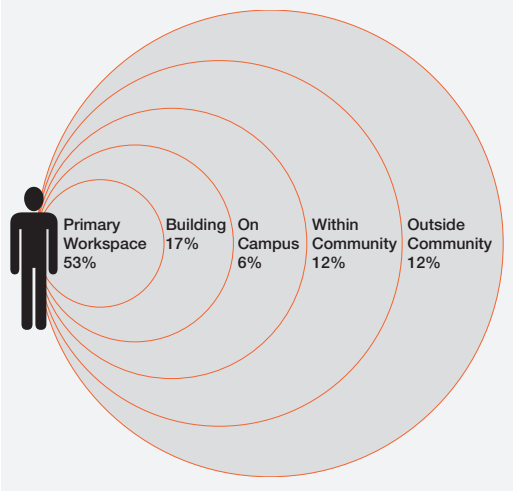 Primary
Workspace
53%
Building
17%
On
Campus
6%
Within
Community
12%
Outside
Community
12%